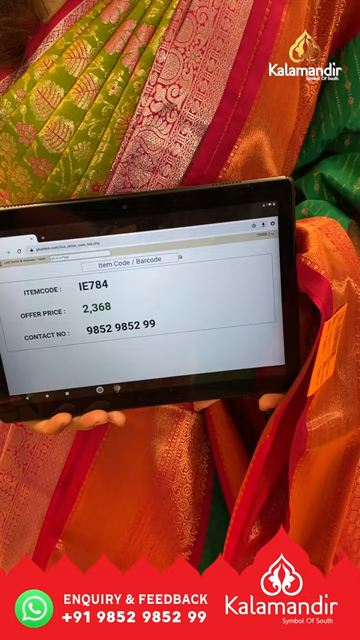 Kalamandir
Symbol Of South
Item Code / Barcode
ITEMCODE : IE784
OFFER PRICE : 2,368
CONTACT NO : 9852 9852 99
ENQUIRY & FEEDBACK
+91 9852 9852 99
Kalamandir
Symbol Of South